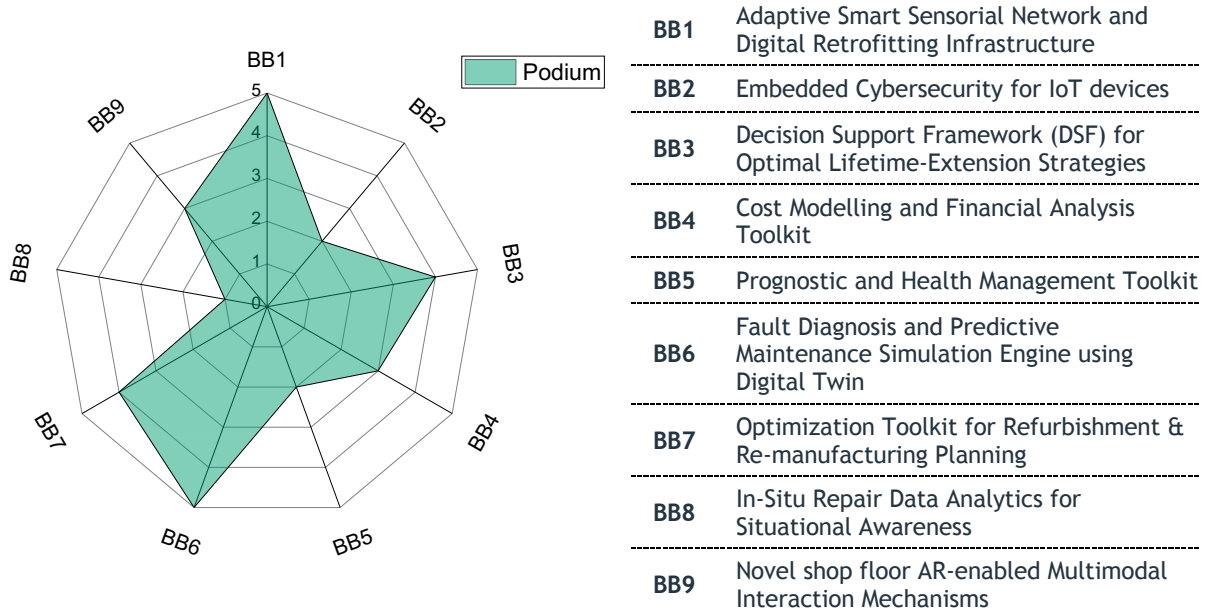 BB1
BB2
BB3
BB4
BB5
BB6
BB7
BB8
BB9
5
4
3
2
1
0
Podium
BB1 Adaptive Smart Sensorial Network and
Digital Retrofitting Infrastructure
BB2 Embedded Cybersecurity for IoT devices
BB3 Decision Support Framework (DSF) for
Optimal Lifetime-Extension Strategies
BB4 Cost Modelling and Financial Analysis
Toolkit
BB5 Prognostic and Health Management Toolkit
BB6 Fault Diagnosis and Predictive
Maintenance Simulation Engine using
Digital Twin
BB7 Optimization Toolkit for Refurbishment &
Re-manufacturing Planning
BB8 In-Situ Repair Data Analytics for
Situational Awareness
BB9 Novel shop floor AR-enabled Multimodal
Interaction Mechanisms